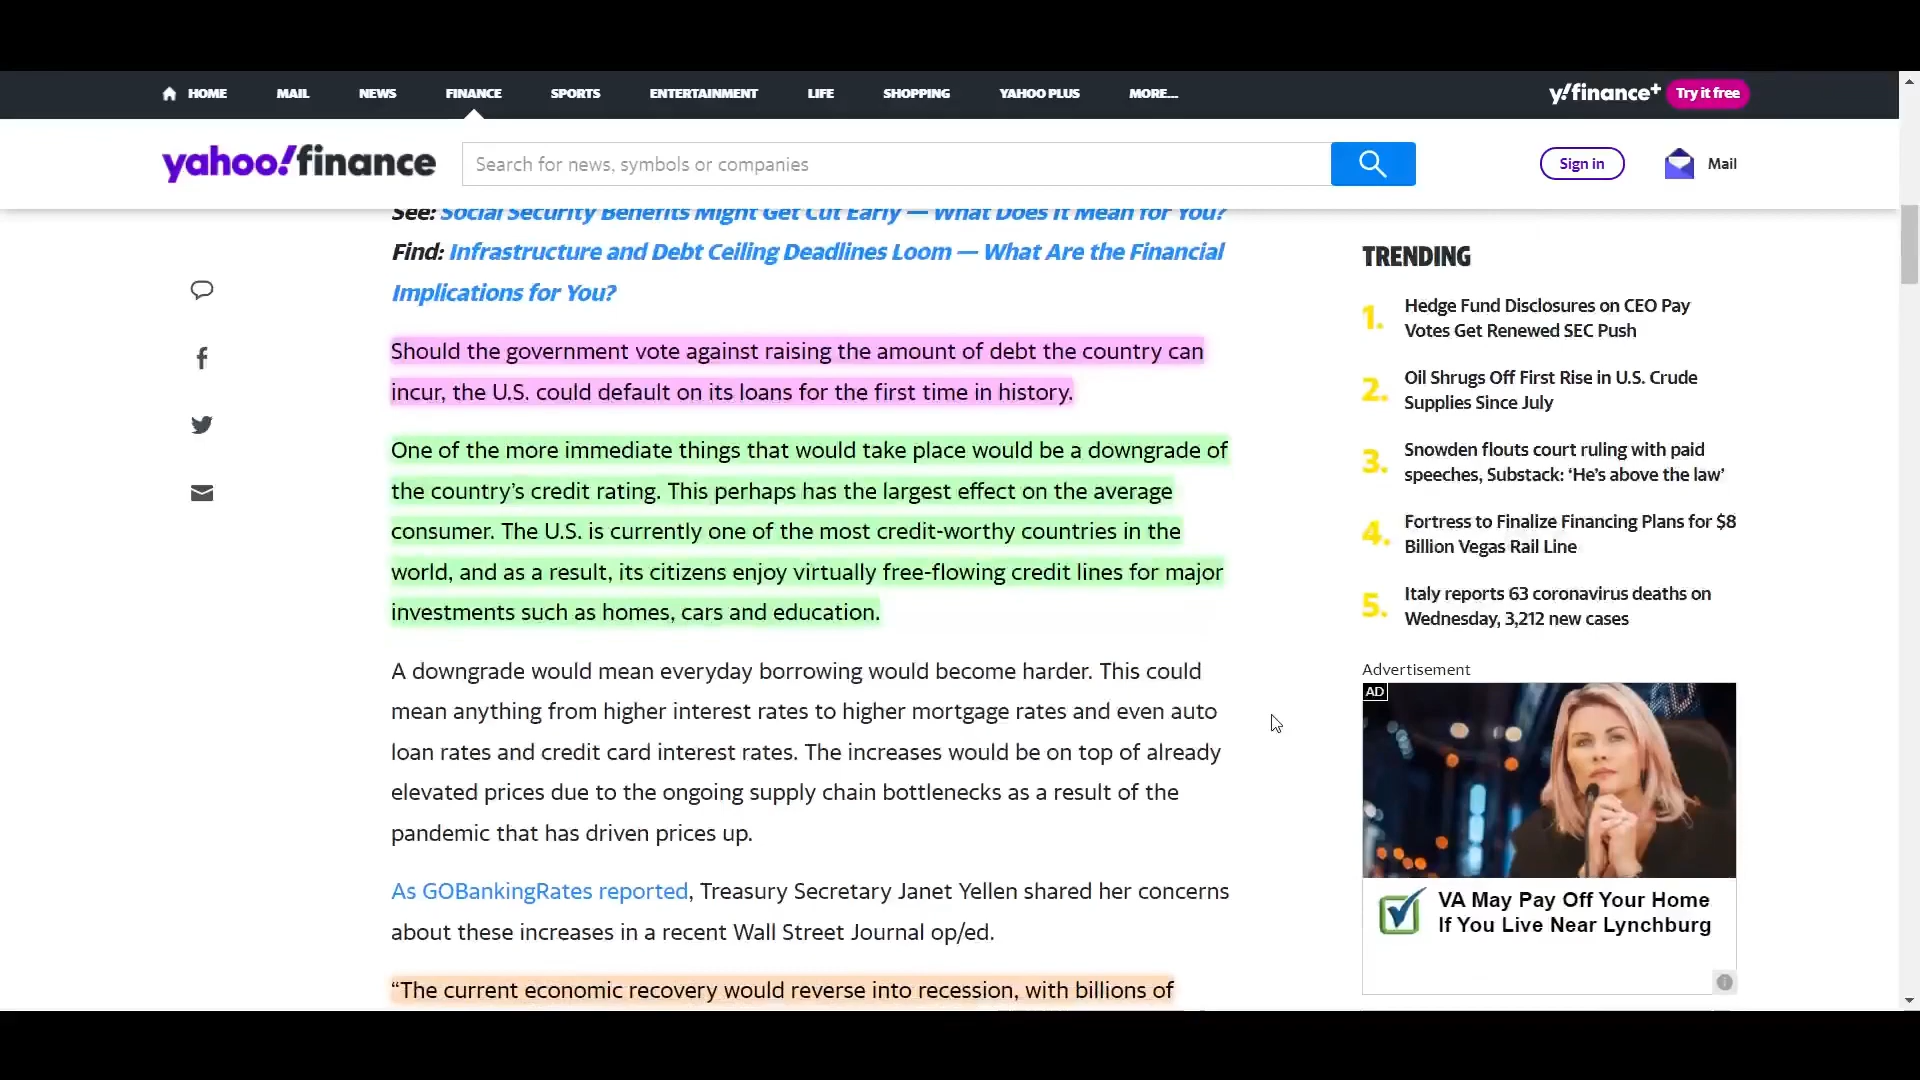 HOME MAIL NEWS FINANCE SPORTS ENTERTAINMENT LIFE SHOPPING YAHOO PLUS MORE... y!finance+ Try it free
yahoo!finance Search for news, symbols or companies Sign in Mail
See: Social Security Benefits Might Get Cut Early — What Does It Mean for You?
Find: Infrastructure and Debt Ceiling Deadlines Loom — What Are the Financial
Implications for You?
Should the government vote against raising the amount of debt the country can
incur, the U.S. could default on its loans for the first time in history.
One of the more immediate things that would take place would be a downgrade of
the country’s credit rating. This perhaps has the largest effect on the average
consumer. The U.S. is currently one of the most credit-worthy countries in the
world, and as a result, its citizens enjoy virtually free-flowing credit lines for major
investments such as homes, cars and education.
A downgrade would mean everyday borrowing would become harder. This could
mean anything from higher interest rates to higher mortgage rates and even auto
loan rates and credit card interest rates. The increases would be on top of already
elevated prices due to the ongoing supply chain bottlenecks as a result of the
pandemic that has driven prices up.
As GOBankingRates reported, Treasury Secretary Janet Yellen shared her concerns
about these increases in a recent Wall Street Journal op/ed.
“The current economic recovery would reverse into recession, with billions of
TRENDING
1. Hedge Fund Disclosures on CEO Pay
Votes Get Renewed SEC Push
2. Oil Shrugs Off First Rise in U.S. Crude
Supplies Since July
3. Snowden flouts court ruling with paid
speeches, Substack: ‘He’s above the law’
4. Fortress to Finalize Financing Plans for $8
Billion Vegas Rail Line
5. Italy reports 63 coronavirus deaths on
Wednesday, 3,212 new cases
Advertisement
AD
VA May Pay Off Your Home
If You Live Near Lynchburg